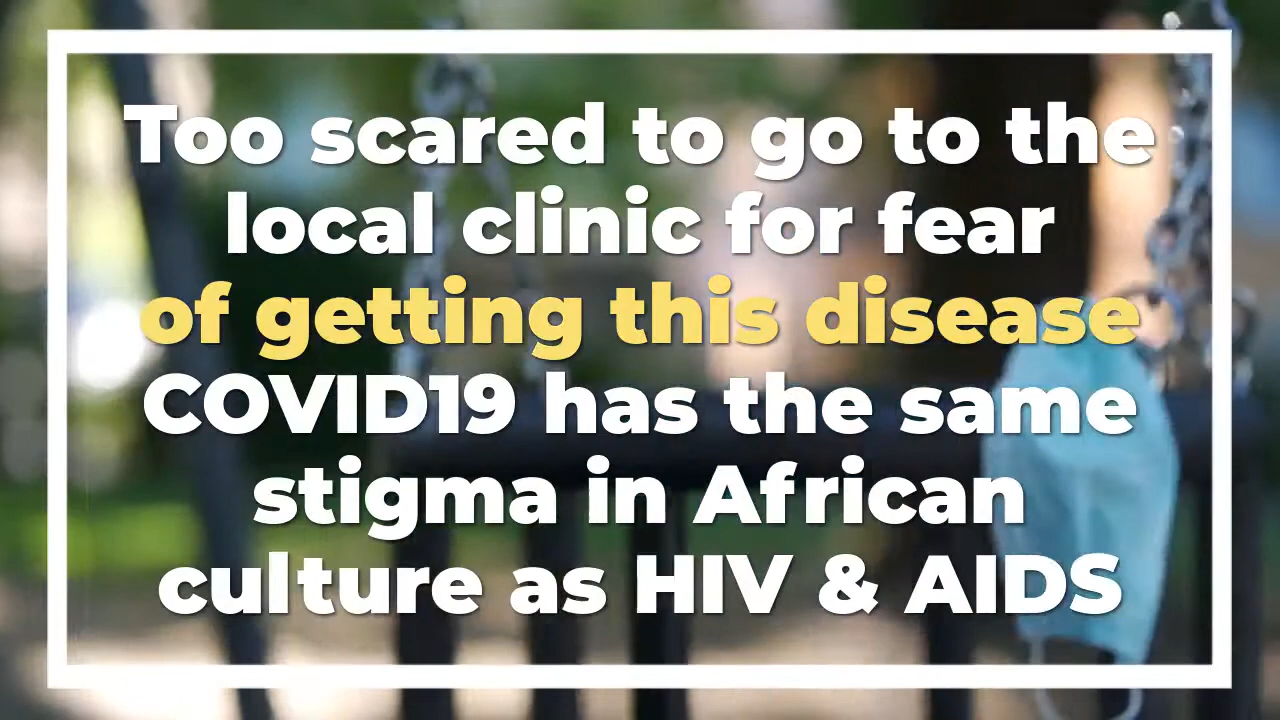 Too scared to go to the
local clinic for fear
of getting this disease
COVID19 has the same
stigma in African
culture as HIV & AIDS